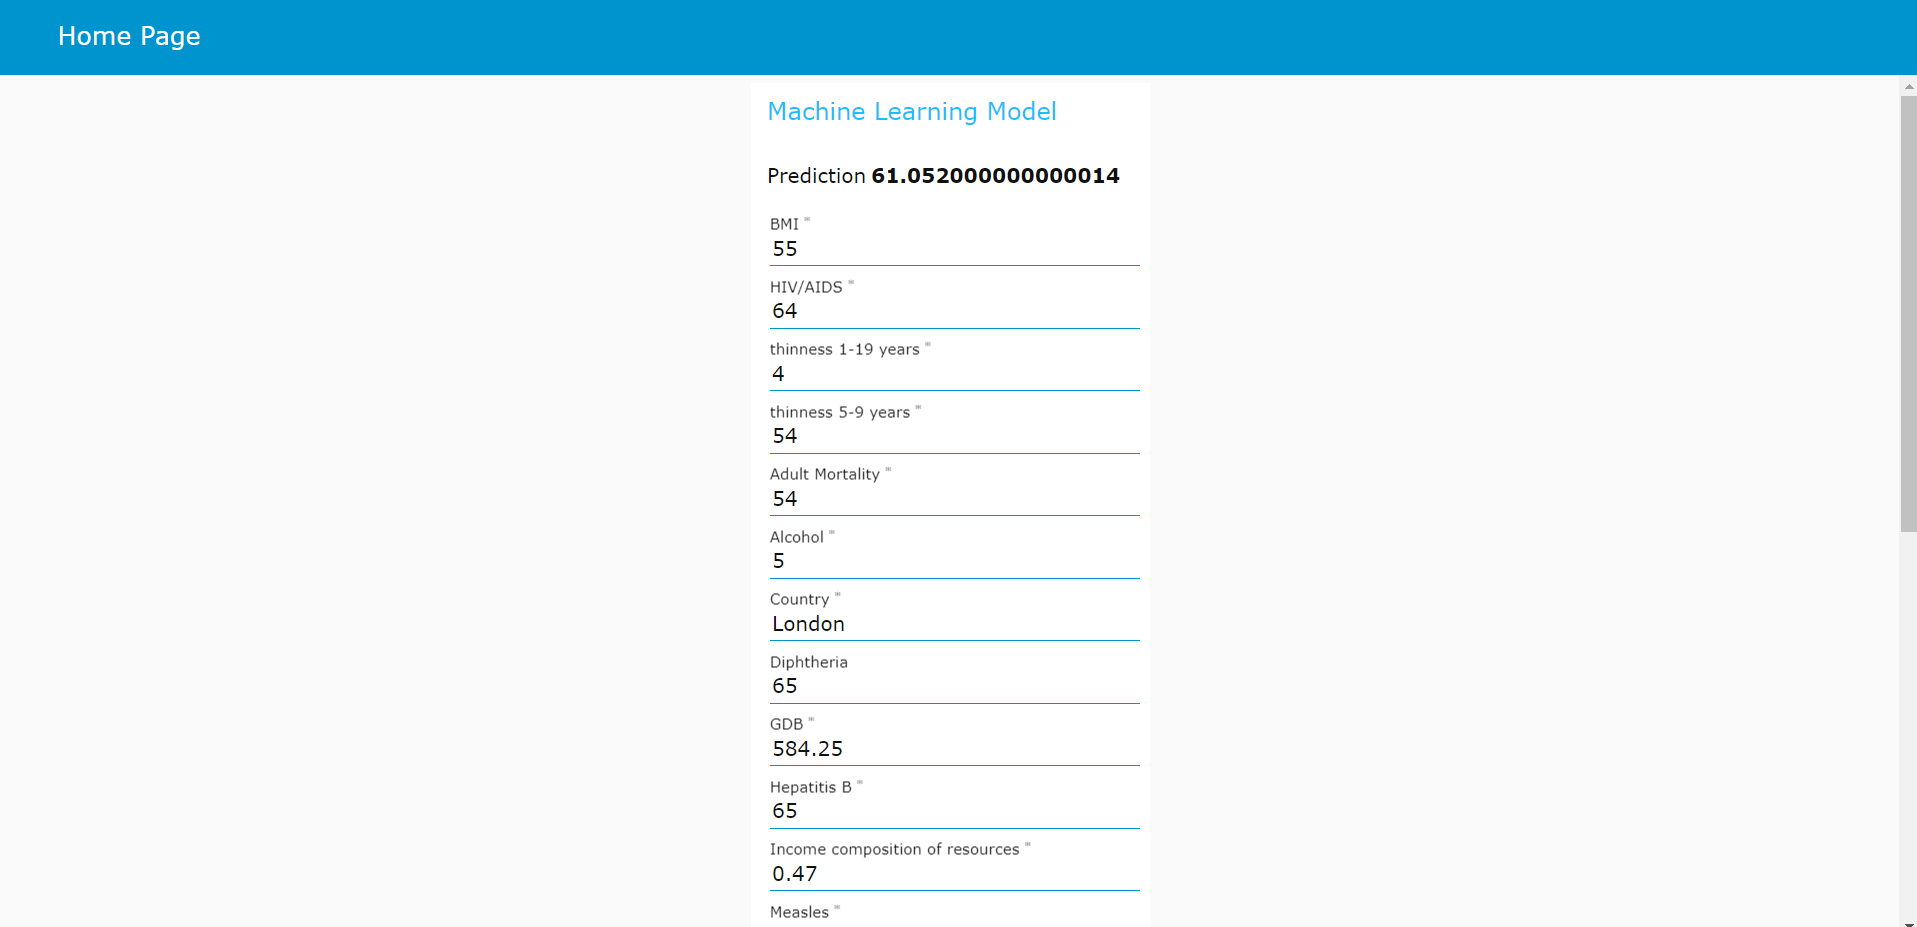 Home Page
Machine Learning Model
Prediction 61.052000000000014
BMI *
55
HIV/AIDS *
64
thinness 1-19 years *
4
thinness 5-9 years *
54
Adult Mortality *
54
Alcohol *
5
Country *
London
Diphtheria
65
GDB *
584.25
Hepatitis B *
65
Income composition of resources *
0.47
Measles *